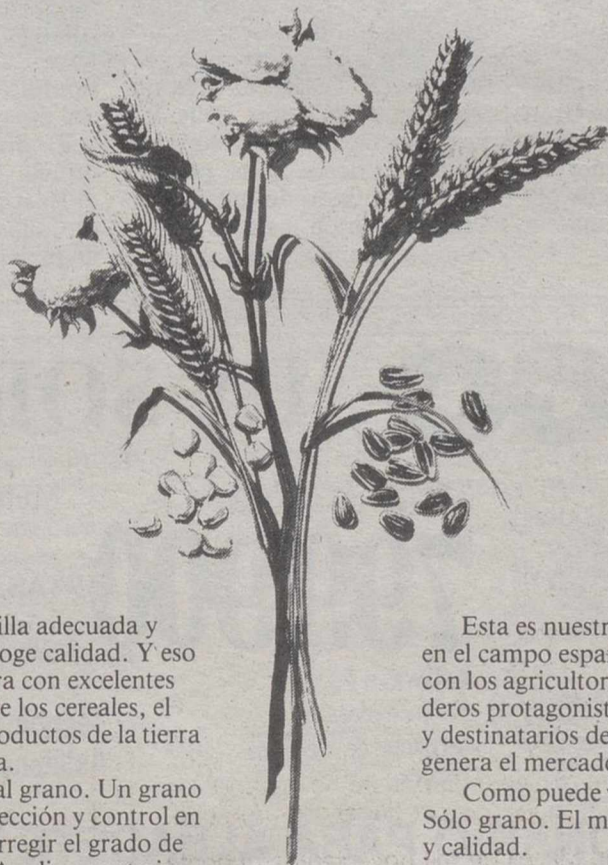 illa adecuada y
oge calidad. Y eso
ra con excelentes
e los cereales, el
oductos de la tierra
a.
al grano. Un grano
ección y control en
rregir el grado de
Esta es nuestr
en el campo espa
con los agricultor
deros protagonist
y destinatarios de
genera el mercad
Como puede
Sólo grano. El m
y calidad.